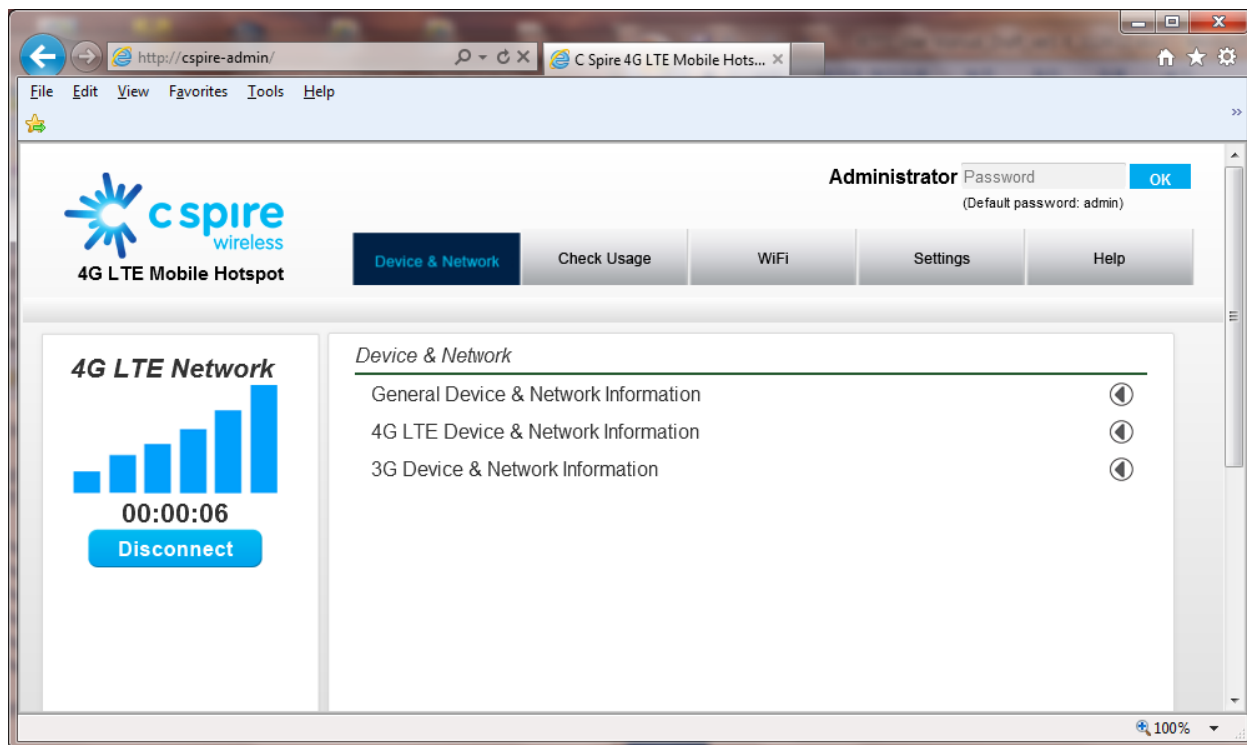 http://cspire-admin/
C Spire 4G LTE Mobile Hots...
File Edit View Favorites Tools Help
c spire
wireless
4G LTE Mobile Hotspot
Administrator Password OK
(Default password: admin)
Device & Network Check Usage WiFi Settings Help
4G LTE Network
00:00:06
Disconnect
Device & Network
General Device & Network Information
4G LTE Device & Network Information
3G Device & Network Information
100%